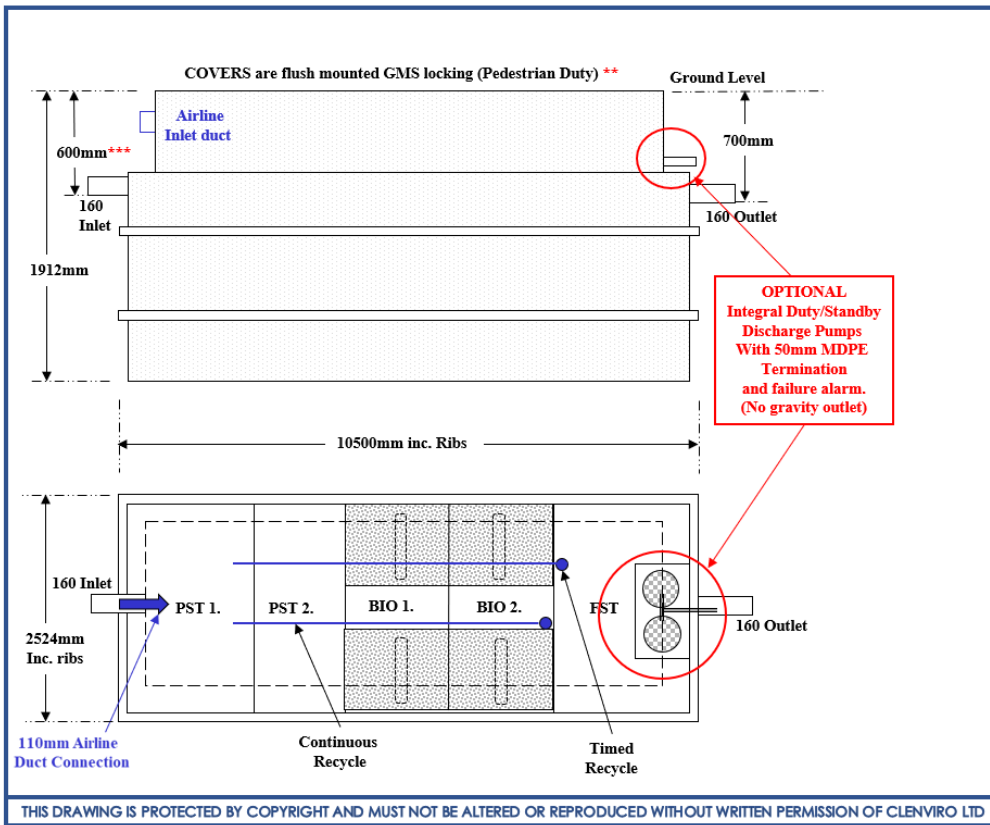 COVERS are flush mounted GMS locking (Pedestrian Duty) **
Ground Level
Airline
Inlet duct
600mm***
700mm
160
Inlet
160 Outlet
1912mm
OPTIONAL
Integral Duty/Standby
Discharge Pumps
With 50mm MDPE
Termination
and failure alarm.
(No gravity outlet)
10500mm inc. Ribs
160 Inlet
PST 1.
PST 2.
BIO 1.
BIO 2.
FST
160 Outlet
2524mm
Inc. ribs
110mm Airline
Duct Connection
Continuous
Recycle
Timed
Recycle
THIS DRAWING IS PROTECTED BY COPYRIGHT AND MUST NOT BE ALTERED OR REPRODUCED WITHOUT WRITTEN PERMISSION OF CLENVIRO LTD